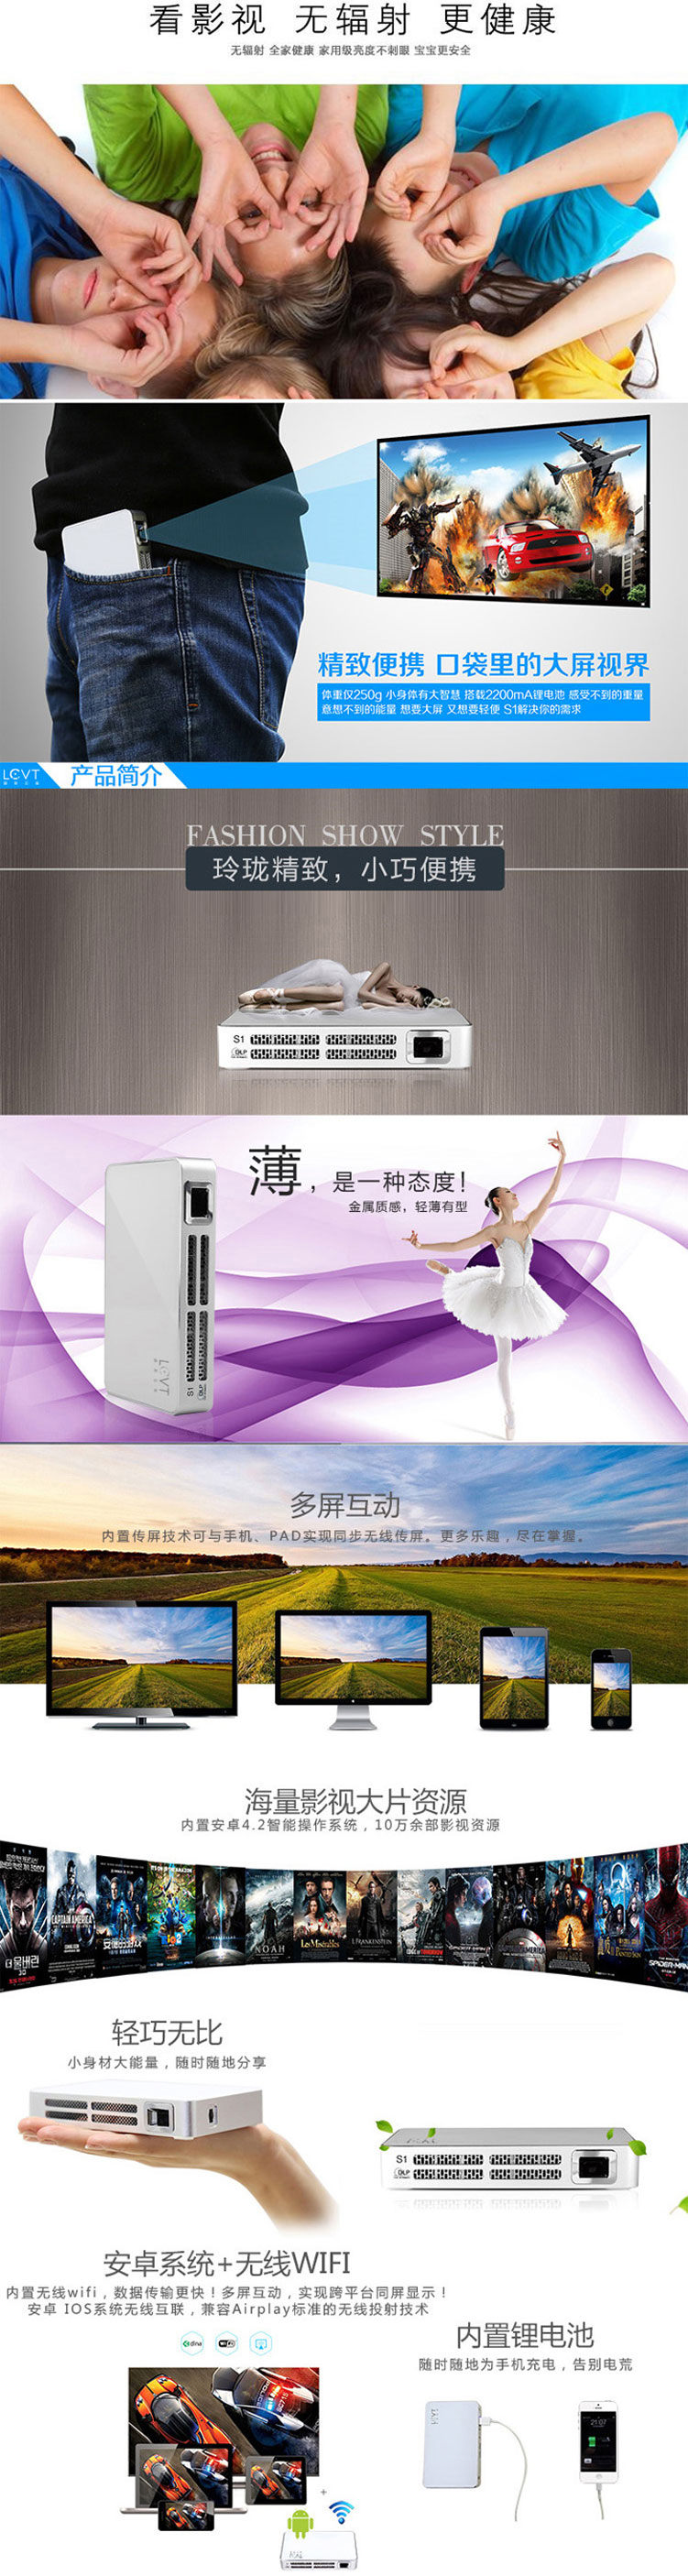 看影视 无辐射 更健康
无辐射 全家健康 家用级亮度不刺眼 宝宝更安全
精致便携 口袋里的大屏视界
体重仅250g 小身体有大智慧 搭载2200mA锂电池 感受不到的重量
意想不到的能量 想要大屏 又想要轻便 S1解决你的需求
LCVT
产品简介
FASHION SHOW STYLE
玲珑精致，小巧便携
S1
DLP
薄，是一种态度！
金属质感，轻薄有型
LCVT
S1
DLP
多屏互动
内置传屏技术可与手机、PAD实现同步无线传屏。更多乐趣，尽在掌握。
海量影视大片资源
内置安卓4.2智能操作系统，10万余部影视资源
CAPTAIN AMERICA
NOAH
LES MISÉRABLES
I, FRANKENSTEIN
SPIDER-MAN
轻巧无比
小身材大能量，随时随地分享
S1
DLP
安卓系统+无线WIFI
内置无线wifi，数据传输更快！多屏互动，实现跨平台同屏显示！
安卓 IOS系统无线互联，兼容Airplay标准的无线投射技术
dlna
WiFi
内置锂电池
随时随地为手机充电，告别电荒
LCVT
21:07